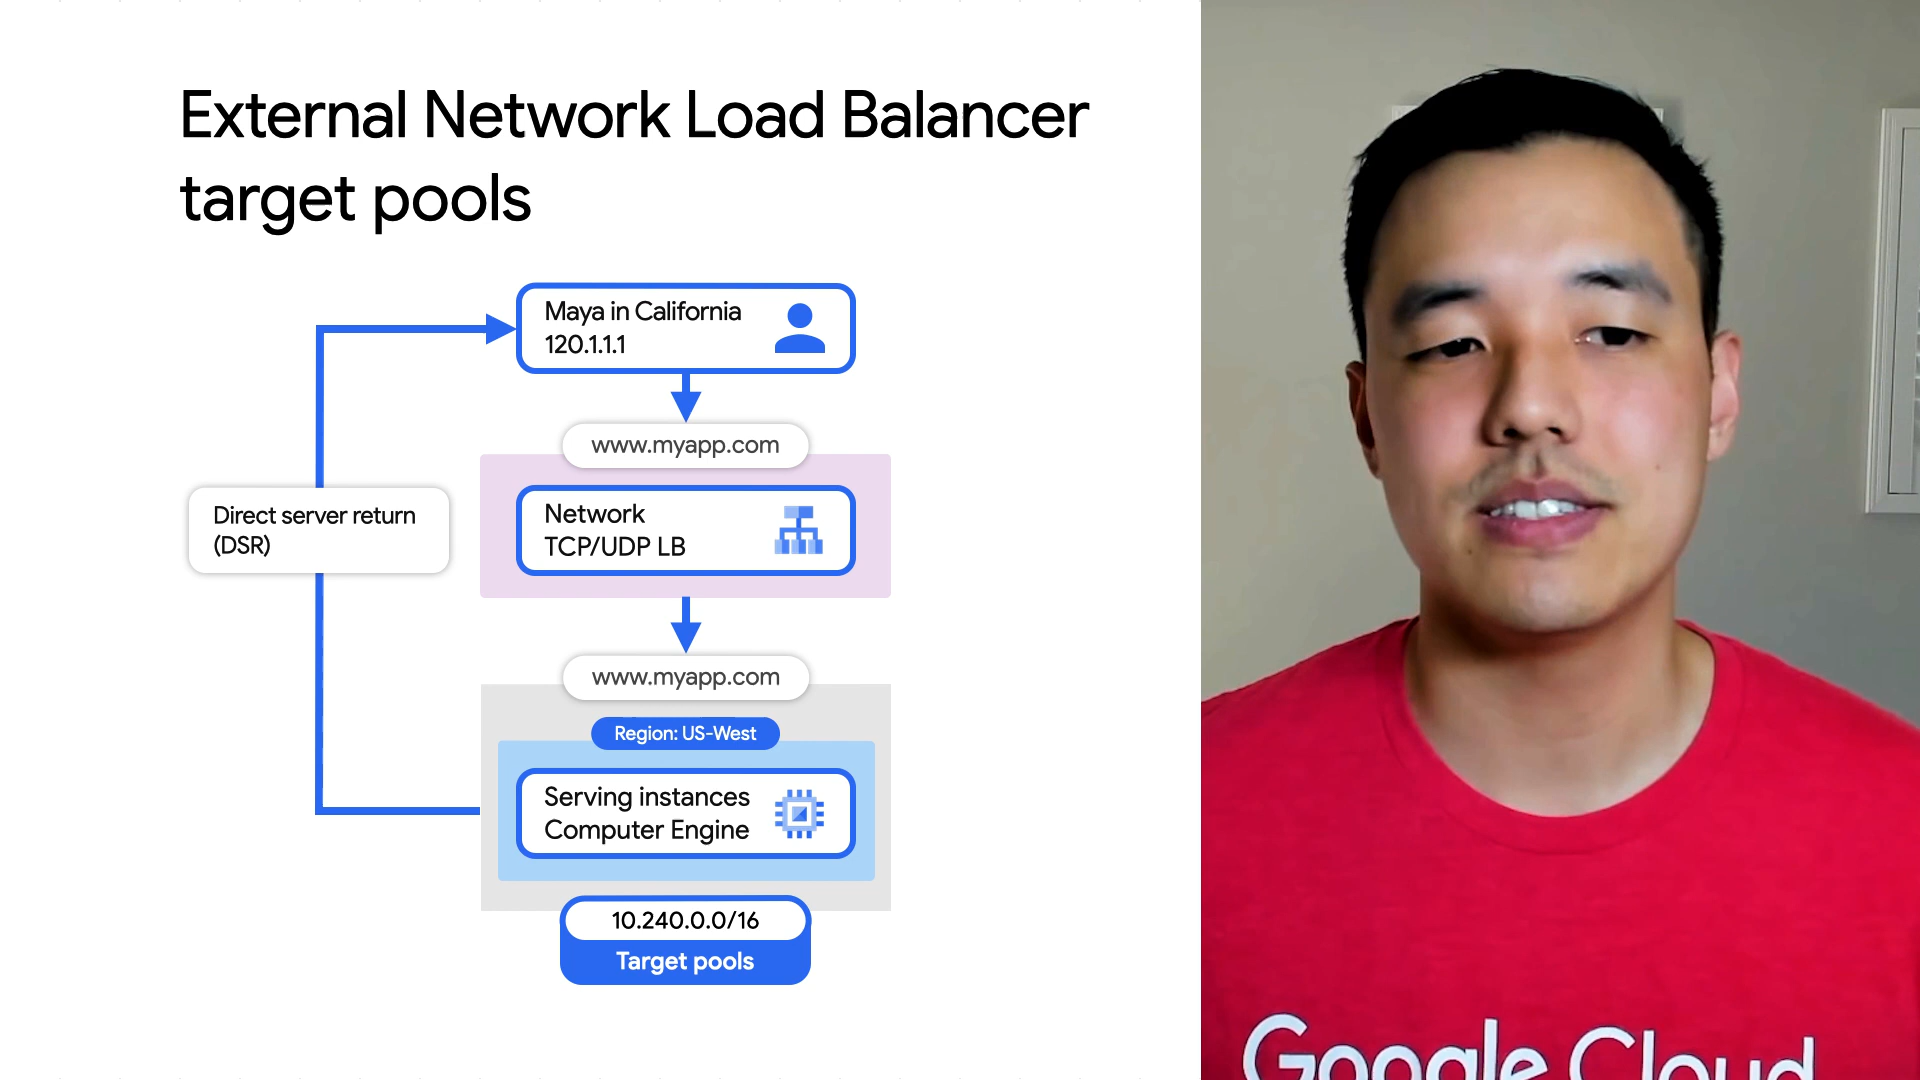 External Network Load Balancer
target pools
Maya in California
120.1.1.1
www.myapp.com
Direct server return
(DSR)
Network
TCP/UDP LB
www.myapp.com
Region: US-West
Serving instances
Computer Engine
10.240.0.0/16
Target pools
Google Cloud